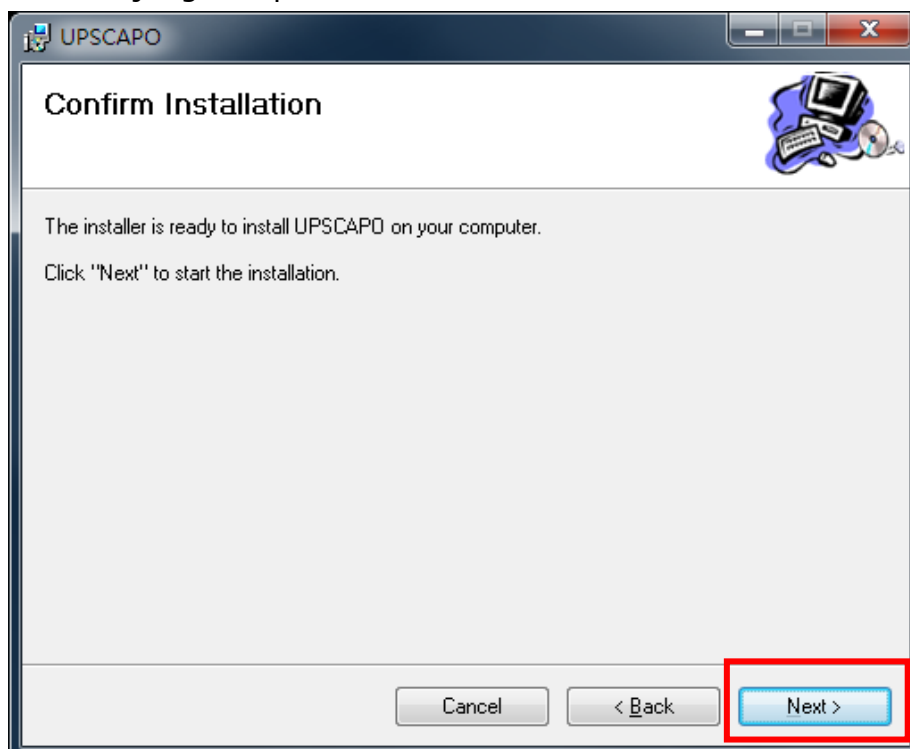 UPSCAPO
Confirm Installation
The installer is ready to install UPSCAPO on your computer.
Click "Next" to start the installation.
Cancel
< Back
Next >